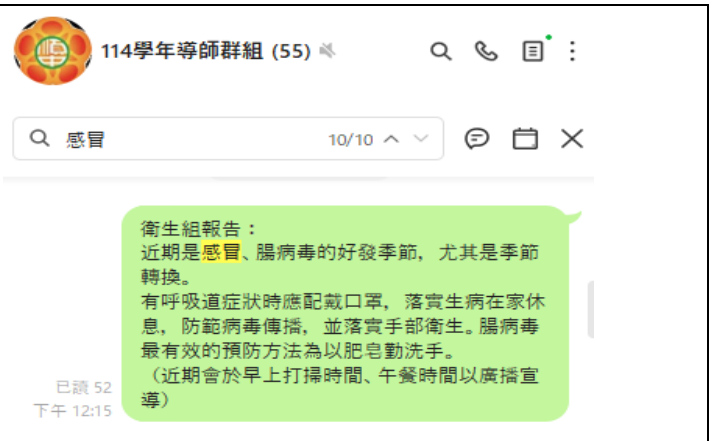 114學年導師群組 (55)
感冒
10/10
衛生組報告：
近期是感冒、腸病毒的好發季節，尤其是季節
轉換。
有呼吸道症狀時應配戴口罩，落實生病在家休
息，防範病毒傳播，並落實手部衛生。腸病毒
最有效的預防方法為以肥皂勤洗手。
（近期會於早上打掃時間、午餐時間以廣播宣
導）
已讀 52
下午 12:15